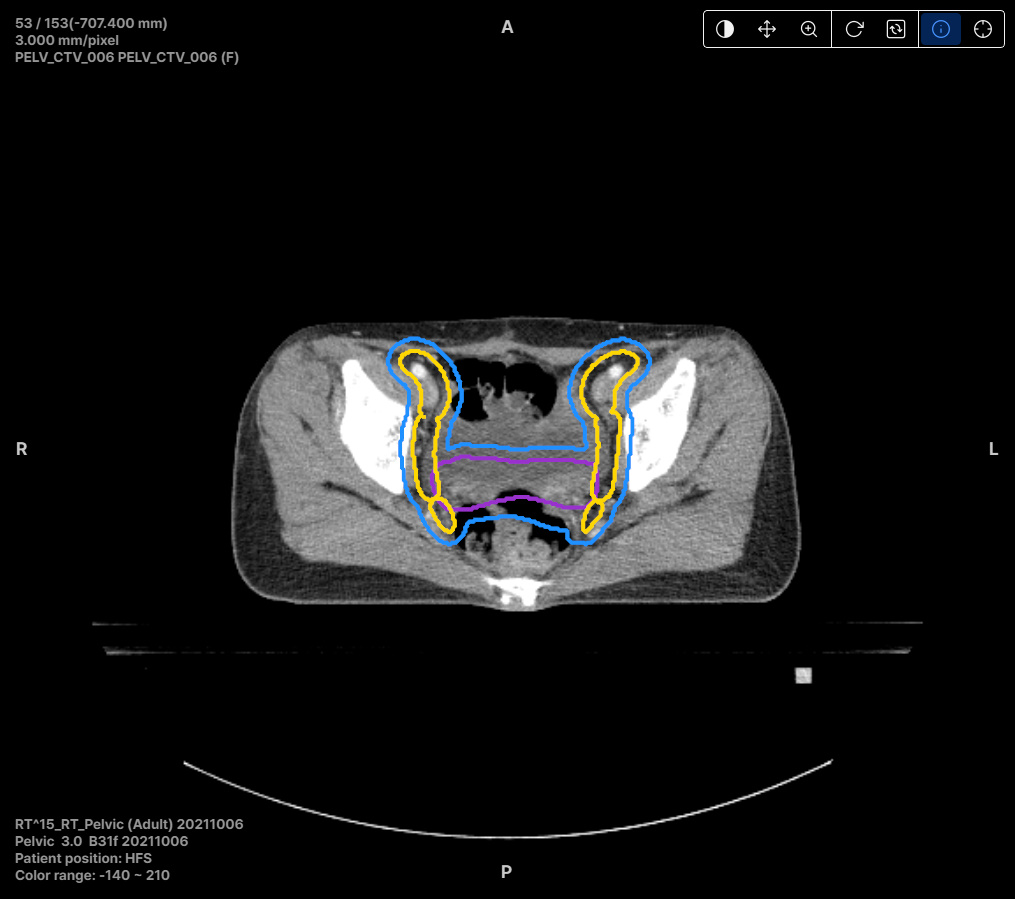 53 / 153(-707.400 mm)
3.000 mm/pixel
PELV_CTV_006 PELV_CTV_006 (F)
A
R
L
RT^15_RT_Pelvic (Adult) 20211006
Pelvic  3.0  B31f 20211006
Patient position: HFS
Color range: -140 ~ 210
P